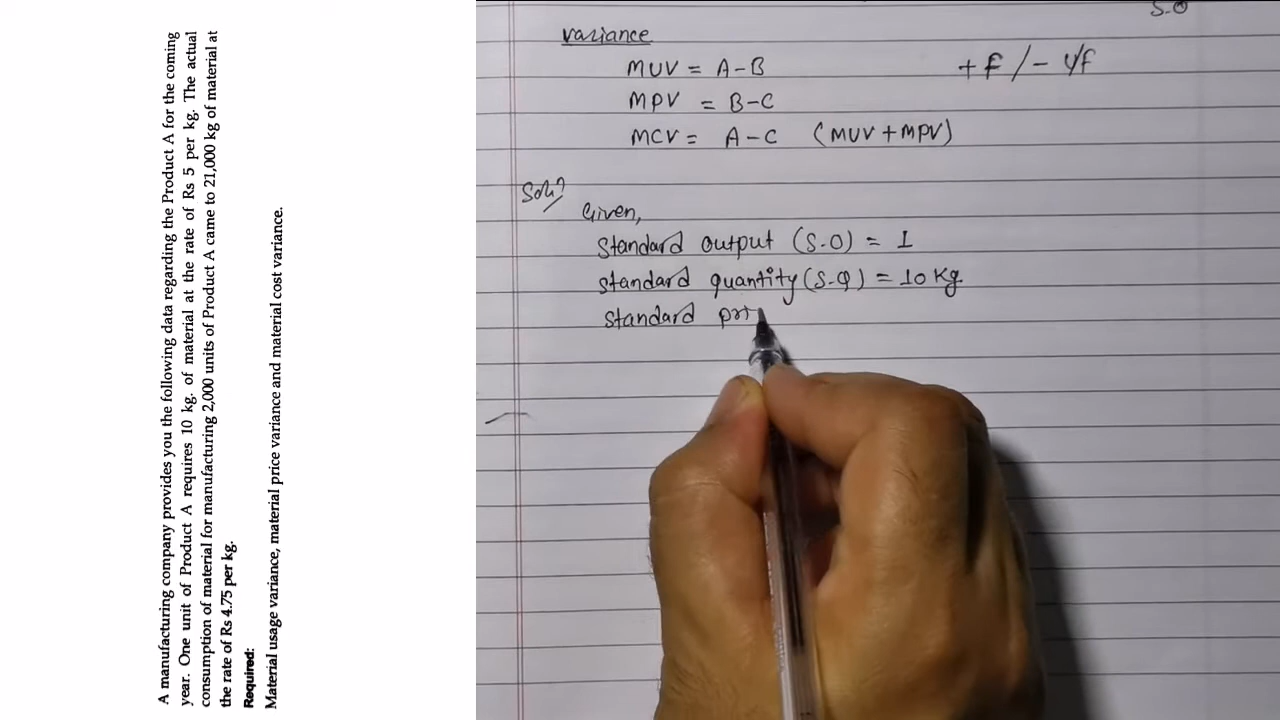 A manufacturing company provides you the following data regarding the Product A for the coming
year. One unit of Product A requires 10 kg. of material at the rate of Rs 5 per kg. The actual
consumption of material for manufacturing 2,000 units of Product A came to 21,000 kg of material at
the rate of Rs 4.75 per kg.
Required:
Material usage variance, material price variance and material cost variance.
S.O
variance
MUV = A-B +F/- U/F
MPV = B-C
MCV = A-C (MUV + MPV)
Soln
Given,
Standard output (S.O) = 1
standard quantity (S.Q) = 10 Kg.
Standard pri